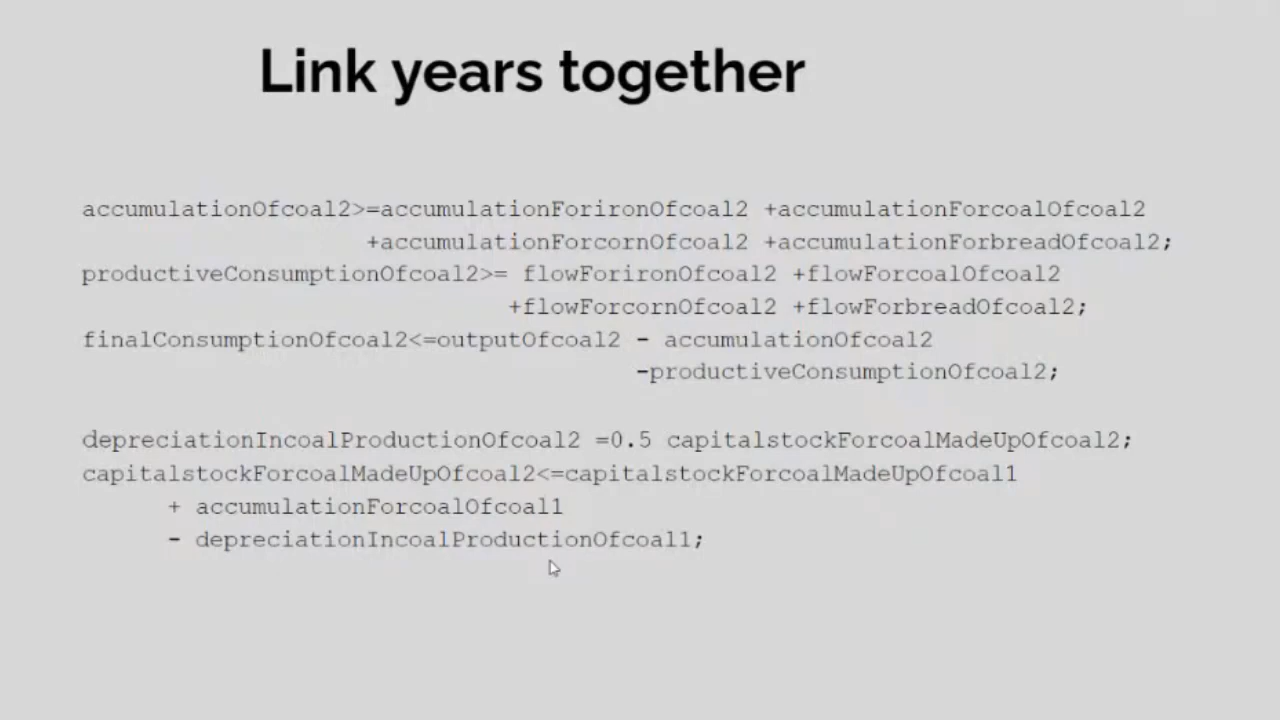 Link years together
accumulationOfcoal2>=accumulationForironOfcoal2 +accumulationForcoalOfcoal2
+accumulationForcornOfcoal2 +accumulationForbreadOfcoal2;
productiveConsumptionOfcoal2>= flowForironOfcoal2 +flowForcoalOfcoal2
+flowForcornOfcoal2 +flowForbreadOfcoal2;
finalConsumptionOfcoal2<=outputOfcoal2 - accumulationOfcoal2
-productiveConsumptionOfcoal2;
depreciationIncoalProductionOfcoal2 =0.5 capitalstockForcoalMadeUpOfcoal2;
capitalstockForcoalMadeUpOfcoal2<=capitalstockForcoalMadeUpOfcoal1
+ accumulationForcoalOfcoal1
- depreciationIncoalProductionOfcoal1;